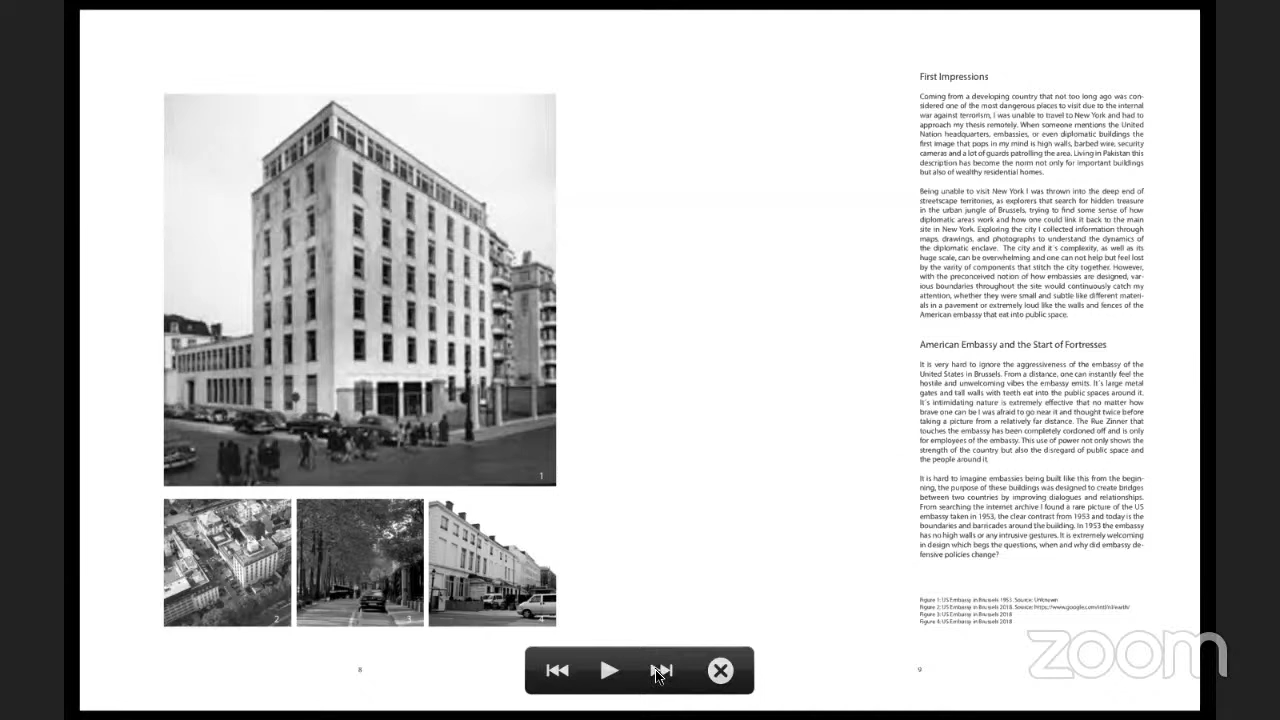 First Impressions
Coming from a developing country that not too long ago was con-
sidered one of the most dangerous places to visit due to the internal
war against terrorism, I was unable to travel to New York and had to
approach my thesis remotely. When someone mentions the United
Nation headquarters, embassies, or even diplomatic buildings the
first image that pops in my mind is high walls, barbed wire, security
cameras and a lot of guards patrolling the area. Living in Pakistan this
description has become the norm not only for important buildings
but also of wealthy residential homes.
Being unable to visit New York I was thrown into the deep end of
streetscape territories, as explorers that search for hidden treasure
in the urban jungle of Brussels, trying to find some sense of how
diplomatic areas work and how one could link it back to the main
site in New York. Exploring the city I collected information through
maps, drawings, and photographs to understand the dynamics of
the diplomatic enclave. The city and it´s complexity, as well as its
huge scale, can be overwhelming and one can not help but feel lost
by the varity of components that stitch the city together. However,
with the preconceived notion of how embassies are designed, var-
ious boundaries throughout the site would continuously catch my
attention, whether they were small and subtle like different materi-
als in a pavement or extremely loud like the walls and fences of the
American embassy that eat into public space.
American Embassy and the Start of Fortresses
It is very hard to ignore the aggressiveness of the embassy of the
United States in Brussels. From a distance, one can instantly feel the
hostile and unwelcoming vibes the embassy emits. It´s large metal
gates and tall walls with teeth eat into the public spaces around it.
It´s intimidating nature is extremely effective that no matter how
brave one can be I was afraid to go near it and thought twice before
taking a picture from a relatively far distance. The Rue Zinner that
touches the embassy has been completely cordoned off and is only
for employees of the embassy. This use of power not only shows the
strength of the country but also the disregard of public space and
the people around it.
It is hard to imagine embassies being built like this from the begin-
ning, the purpose of these buildings was designed to create bridges
between two countries by improving dialogues and relationships.
From searching the internet archive I found a rare picture of the US
embassy taken in 1953, the clear contrast from 1953 and today is the
boundaries and barricades around the building. In 1953 the embassy
has no high walls or any intrusive gestures. It is extremely welcoming
in design which begs the questions, when and why did embassy de-
fensive policies change?
Figure 1: US Embassy in Brussels 1953. Source: Unknown
Figure 2: US Embassy in Brussels 2018. Source: https://www.google.com/intl/nl/earth/
Figure 3: US Embassy in Brussels 2018
Figure 4: US Embassy in Brussels 2018
1
2
3
4
8
9
zoom